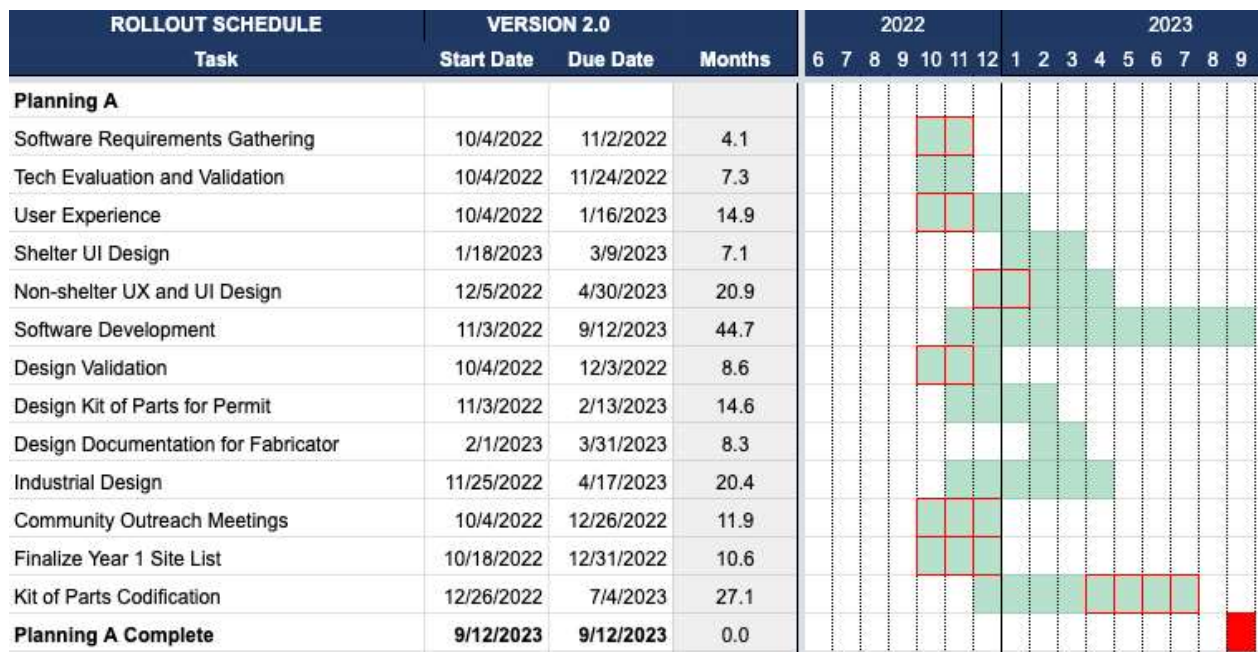 ROLLOUT SCHEDULE VERSION 2.0 2022 2023
Task Start Date Due Date Months 6 7 8 9 10 11 12 1 2 3 4 5 6 7 8 9
Planning A
Software Requirements Gathering 10/4/2022 11/2/2022 4.1
Tech Evaluation and Validation 10/4/2022 11/24/2022 7.3
User Experience 10/4/2022 1/16/2023 14.9
Shelter UI Design 1/18/2023 3/9/2023 7.1
Non-shelter UX and UI Design 12/5/2022 4/30/2023 20.9
Software Development 11/3/2022 9/12/2023 44.7
Design Validation 10/4/2022 12/3/2022 8.6
Design Kit of Parts for Permit 11/3/2022 2/13/2023 14.6
Design Documentation for Fabricator 2/1/2023 3/31/2023 8.3
Industrial Design 11/25/2022 4/17/2023 20.4
Community Outreach Meetings 10/4/2022 12/26/2022 11.9
Finalize Year 1 Site List 10/18/2022 12/31/2022 10.6
Kit of Parts Codification 12/26/2022 7/4/2023 27.1
Planning A Complete 9/12/2023 9/12/2023 0.0